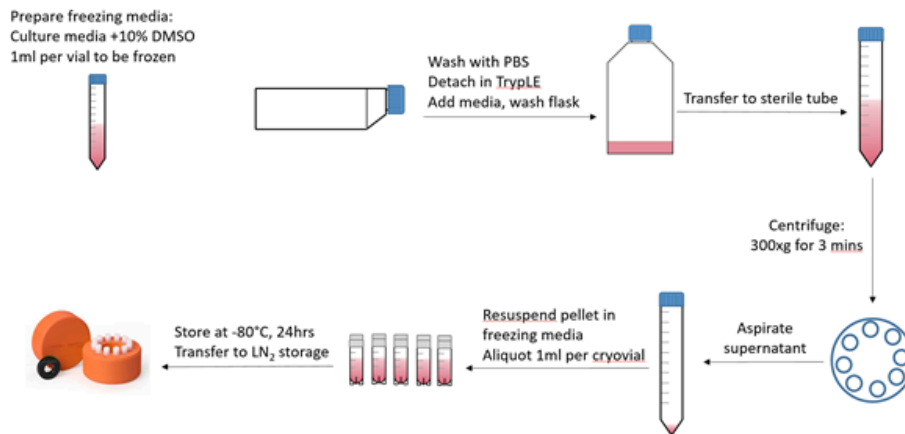 Prepare freezing media:
Culture media +10% DMSO
1ml per vial to be frozen
Wash with PBS
Detach in TrypLE
Add media, wash flask
Transfer to sterile tube
Centrifuge:
300xg for 3 mins
Aspirate
supernatant
Resuspend pellet in
freezing media
Aliquot 1ml per cryovial
Store at -80°C, 24hrs
Transfer to LN₂ storage